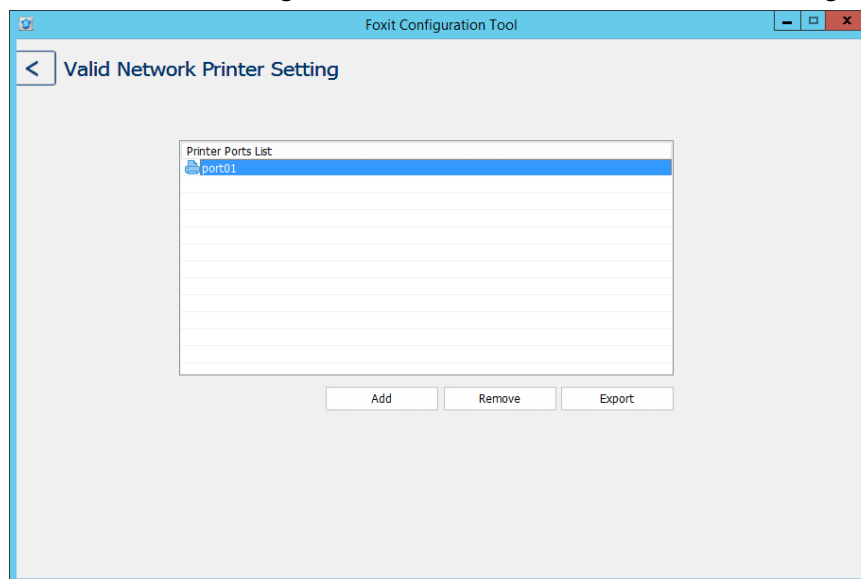 Foxit Configuration Tool
< Valid Network Printer Setting
Printer Ports List
port01
Add Remove Export